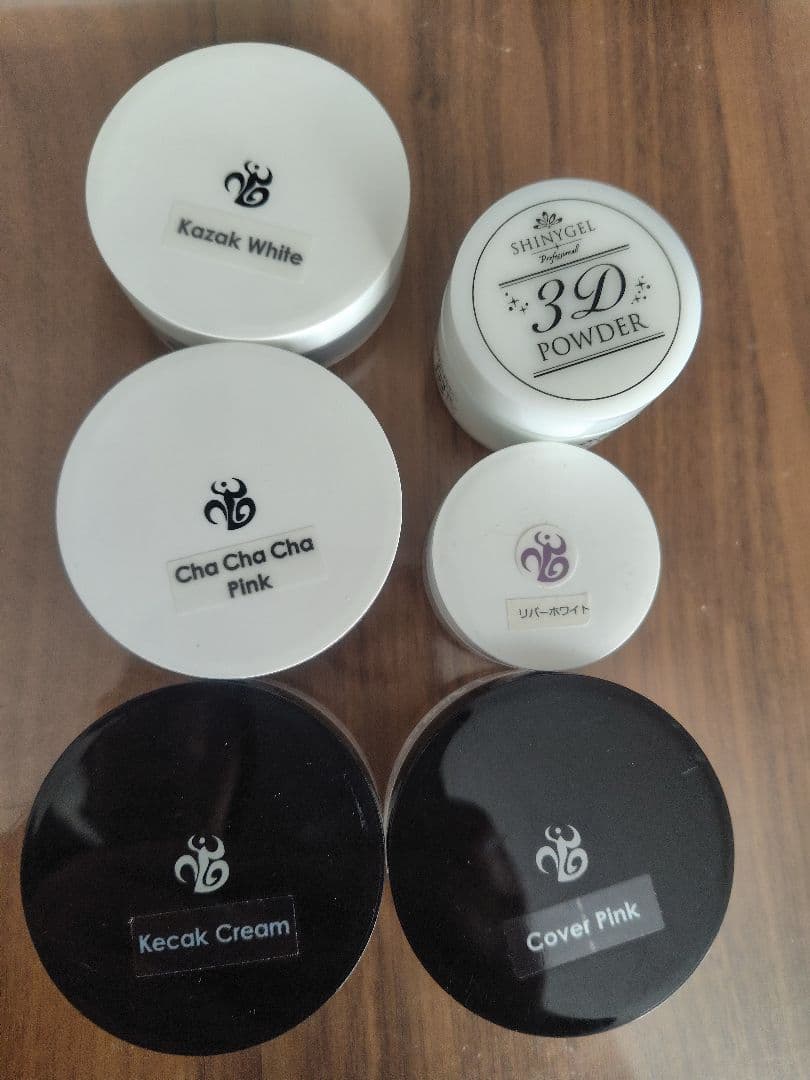 Kazak White
SHINYGEL
Professional
3D
POWDER
Cha Cha Cha
Pink
リバーホワイト
Kecak Cream
Cover Pink